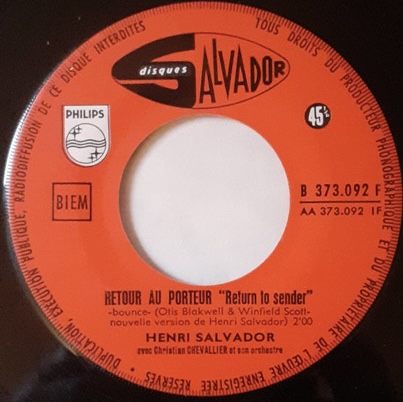 TOUS DROITS DU PRODUCTEUR PHONOGRAPHIQUE ET DU PROPRIÉTAIRE DE L'ŒUVRE ENREGISTRÉE RÉSERVÉS • DUPLICATION, EXÉCUTION PUBLIQUE, RADIODIFFUSION DE CE DISQUE INTERDITES
disques
SALVADOR
PHILIPS
45
BIEM
B 373.092 F
AA 373.092 1F
RETOUR AU PORTEUR "Return to sender"
-bounce- (Otis Blakwell & Winfield Scott-
nouvelle version de Henri Salvador) 2'00
HENRI SALVADOR
avec Christian CHEVALLIER et son orchestre